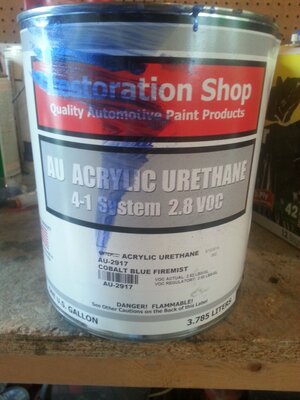 Restoration Shop
Quality Automotive Paint Products
AU ACRYLIC URETHANE
4-1 System 2.8 VOC
ACRYLIC URETHANE
AU-2917
COBALT BLUE FIREMIST
AU-2917
DANGER! FLAMMABLE!
See Other Cautions on the Back of this Label
U.S. GALLON
3.785 LITERS